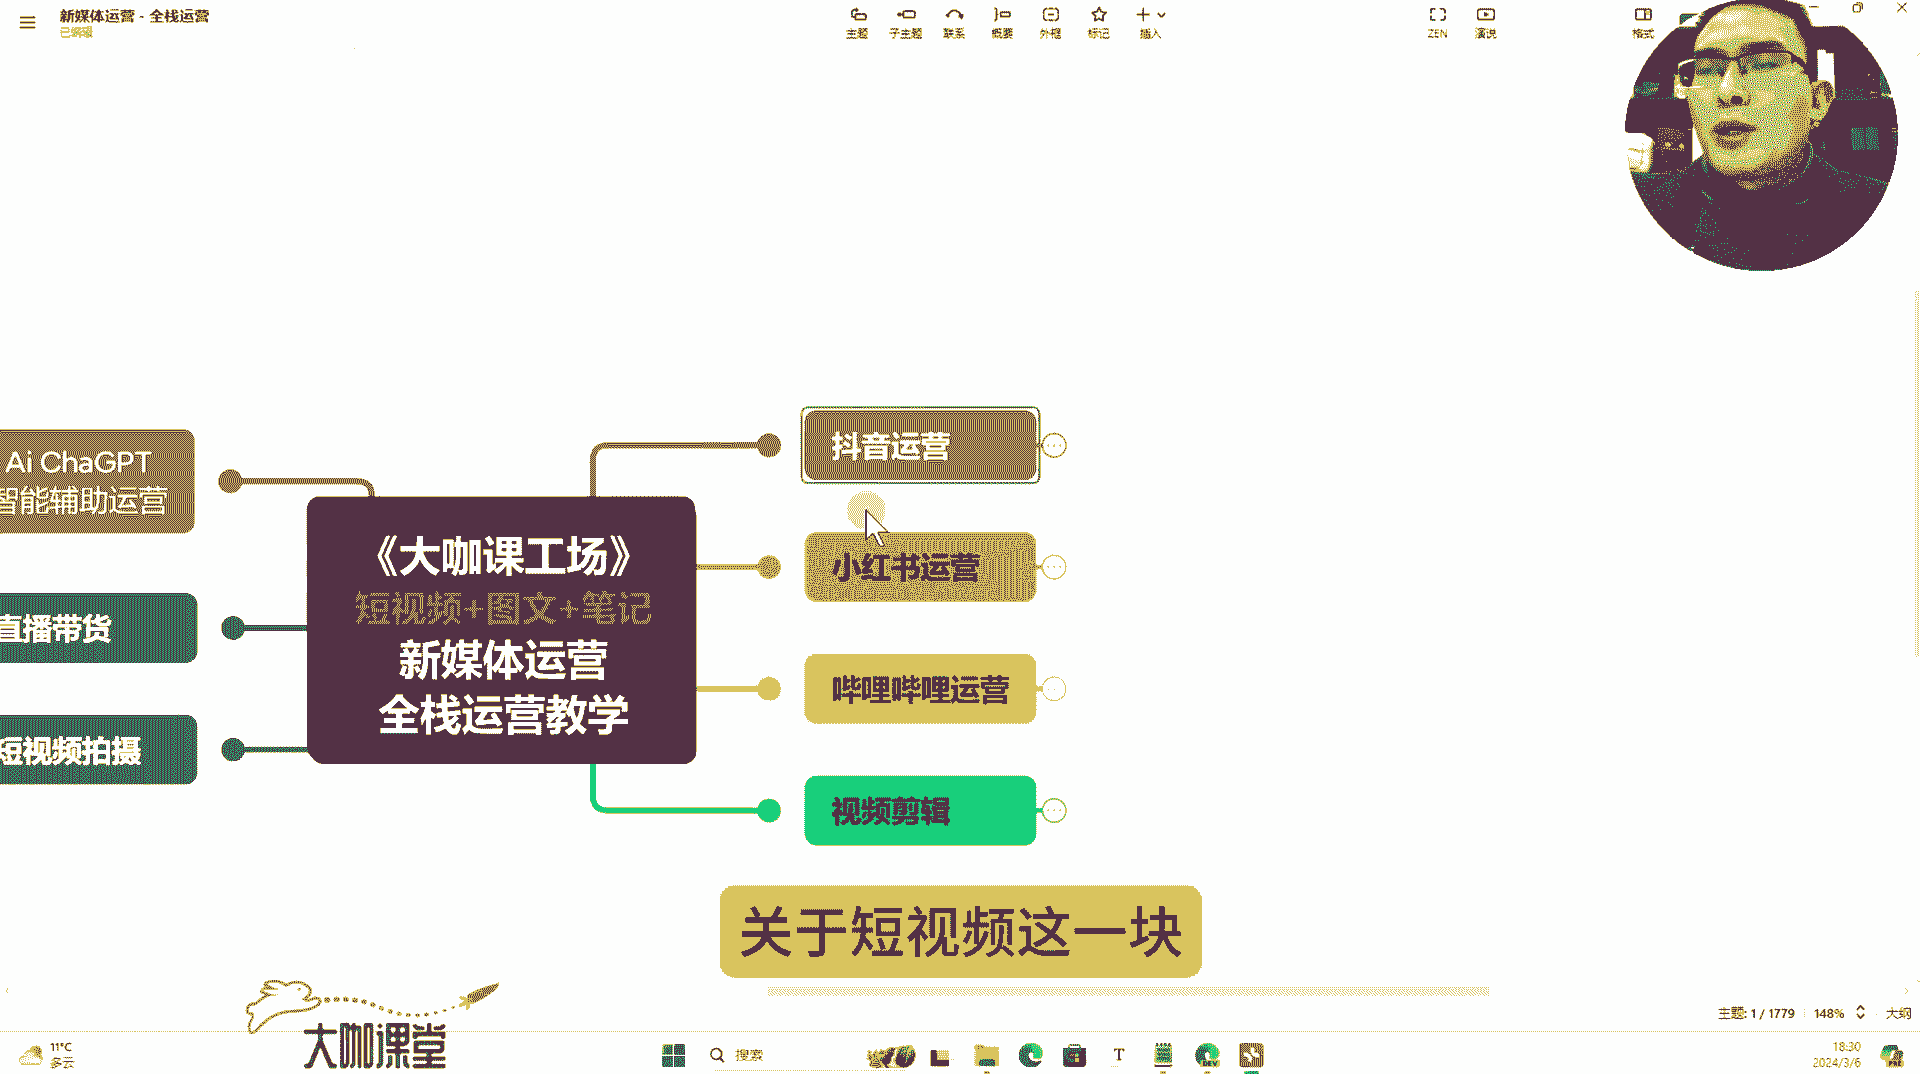 新媒体运营 - 全栈运营
已编辑
主题
子主题
联系
概要
外框
标记
插入
ZEN
演说
格式
Ai ChaGPT
智能辅助运营
直播带货
短视频拍摄
《大咖课工场》
短视频+图文+笔记
新媒体运营
全栈运营教学
抖音运营
小红书运营
哔哩哔哩运营
视频剪辑
关于短视频这一块
大咖课堂
主题: 1 / 1779
148%
大纲
11°C
多云
搜索
T
DEV
18:30
2024/3/6
PRE